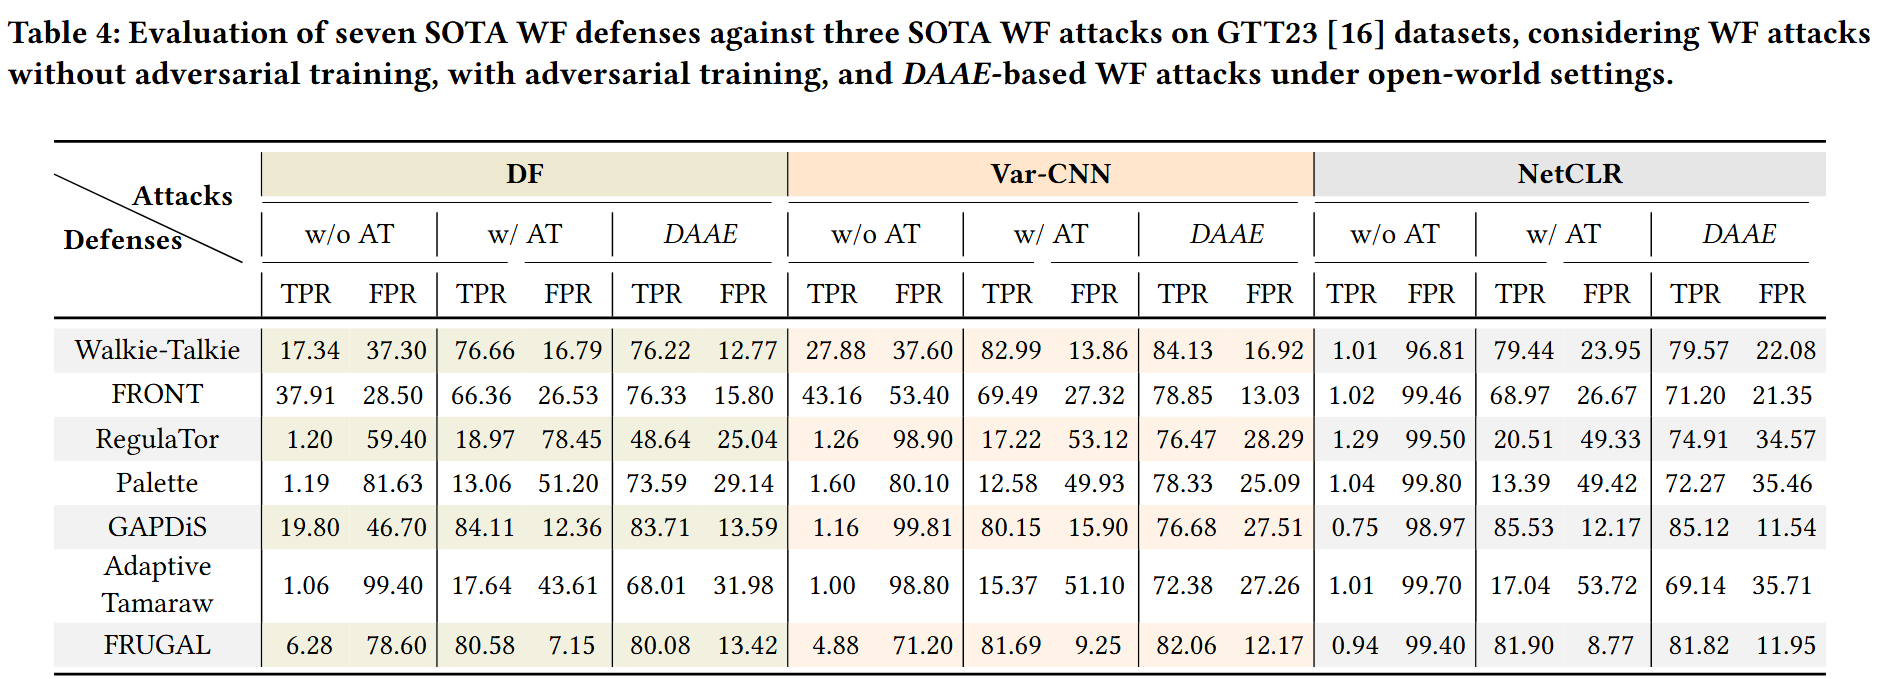 Table 4: Evaluation of seven SOTA WF defenses against three SOTA WF attacks on GTT23 [16] datasets, considering WF attacks
without adversarial training, with adversarial training, and DAAE-based WF attacks under open-world settings.
Attacks DF Var-CNN NetCLR
Defenses w/o AT w/ AT DAAE w/o AT w/ AT DAAE w/o AT w/ AT DAAE
TPR FPR TPR FPR TPR FPR TPR FPR TPR FPR TPR FPR TPR FPR TPR FPR TPR FPR
Walkie-Talkie 17.34 37.30 76.66 16.79 76.22 12.77 27.88 37.60 82.99 13.86 84.13 16.92 1.01 96.81 79.44 23.95 79.57 22.08
FRONT 37.91 28.50 66.36 26.53 76.33 15.80 43.16 53.40 69.49 27.32 78.85 13.03 1.02 99.46 68.97 26.67 71.20 21.35
RegulaTor 1.20 59.40 18.97 78.45 48.64 25.04 1.26 98.90 17.22 53.12 76.47 28.29 1.29 99.50 20.51 49.33 74.91 34.57
Palette 1.19 81.63 13.06 51.20 73.59 29.14 1.60 80.10 12.58 49.93 78.33 25.09 1.04 99.80 13.39 49.42 72.27 35.46
GAPDiS 19.80 46.70 84.11 12.36 83.71 13.59 1.16 99.81 80.15 15.90 76.68 27.51 0.75 98.97 85.53 12.17 85.12 11.54
Adaptive
Tamaraw 1.06 99.40 17.64 43.61 68.01 31.98 1.00 98.80 15.37 51.10 72.38 27.26 1.01 99.70 17.04 53.72 69.14 35.71
FRUGAL 6.28 78.60 80.58 7.15 80.08 13.42 4.88 71.20 81.69 9.25 82.06 12.17 0.94 99.40 81.90 8.77 81.82 11.95